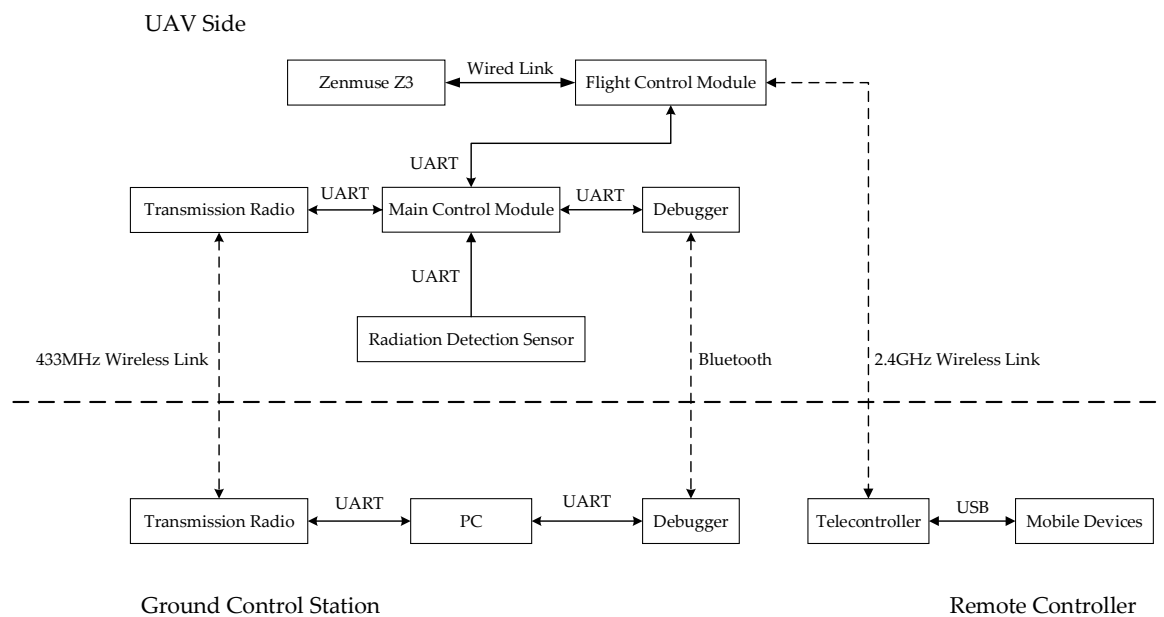 UAV Side
Wired Link
Zenmuse Z3
Flight Control Module
UART
UART
UART
Transmission Radio
Main Control Module
Debugger
UART
Radiation Detection Sensor
433MHz Wireless Link
Bluetooth
2.4GHz Wireless Link
UART
UART
USB
Transmission Radio
PC
Debugger
Telecontroller
Mobile Devices
Ground Control Station
Remote Controller